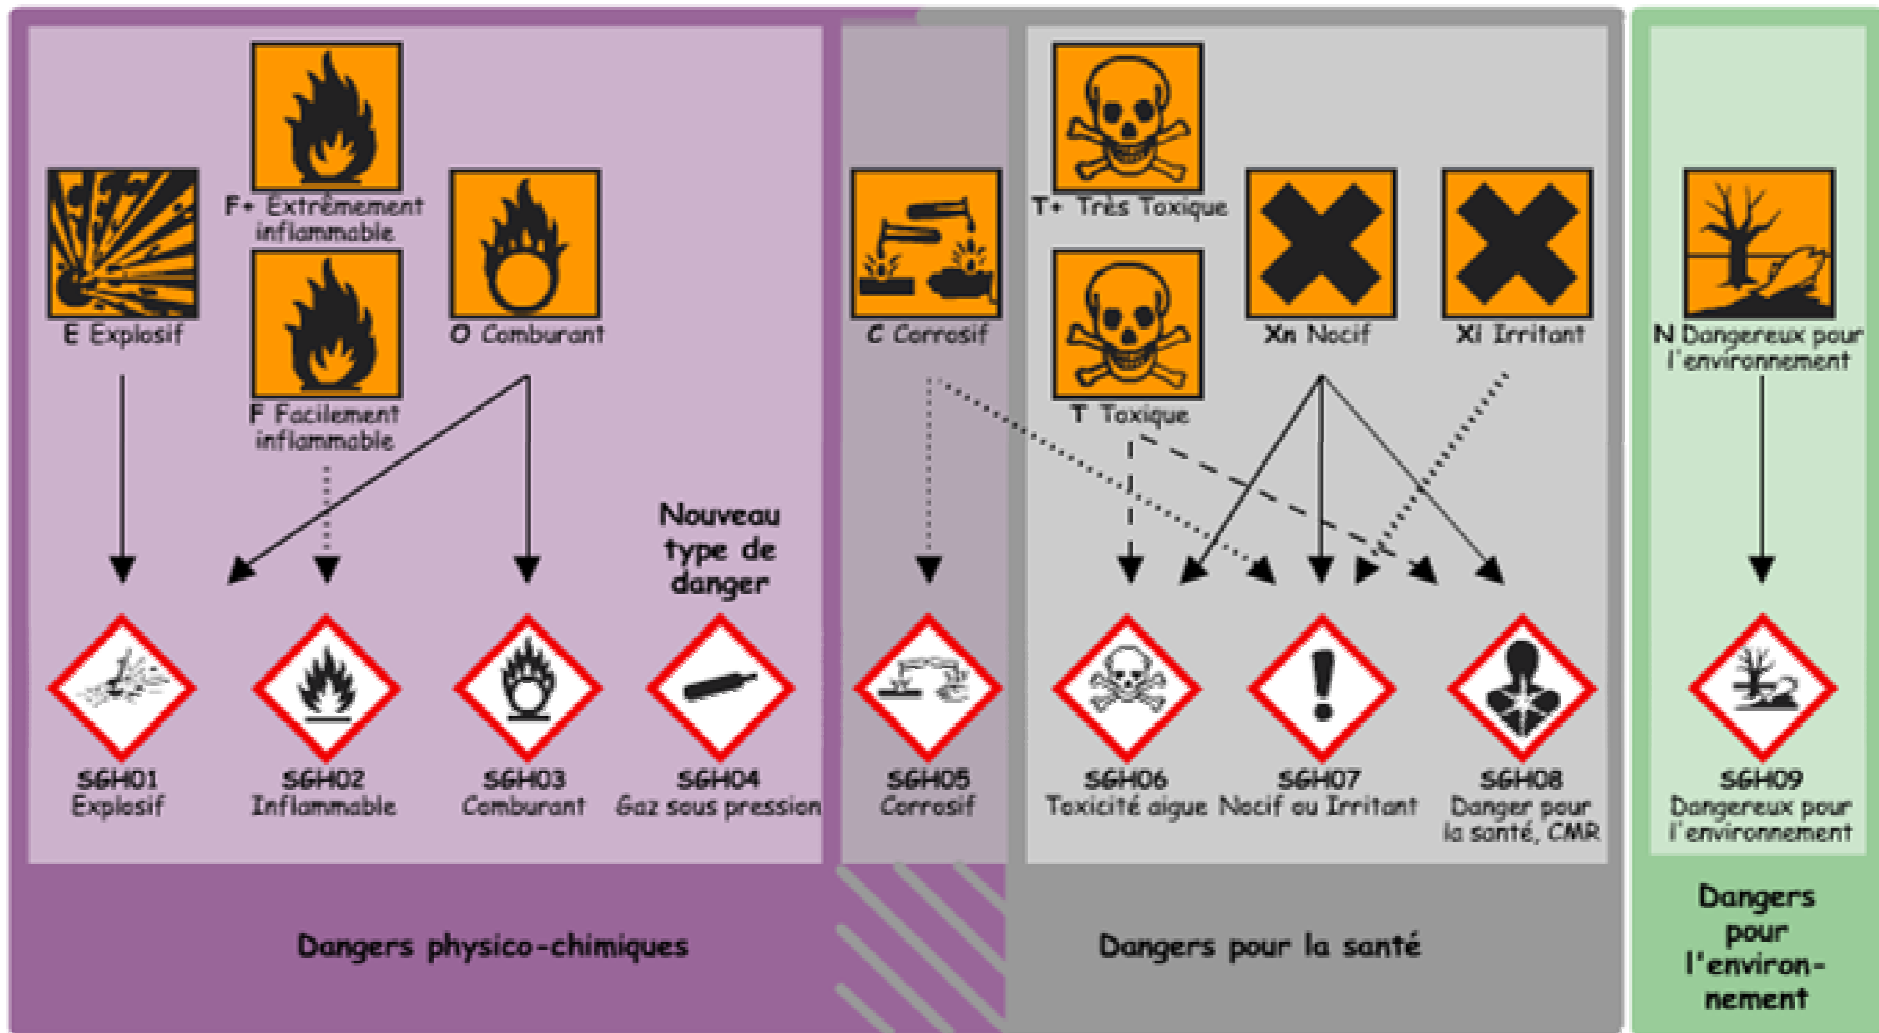 F+ Extrêmement
inflammable
T+ Très Toxique
E Explosif
O Comburant
C Corrosif
Xn Nocif
Xi Irritant
N Dangereux pour
l'environnement
F Facilement
inflammable
T Toxique
Nouveau
type de
danger
SGH01
Explosif
SGH02
Inflammable
SGH03
Comburant
SGH04
Gaz sous pression
SGH05
Corrosif
SGH06
Toxicité aigue
SGH07
Nocif ou Irritant
SGH08
Danger pour
la santé, CMR
SGH09
Dangereux pour
l'environnement
Dangers physico-chimiques
Dangers pour la santé
Dangers
pour
l'environ-
nement